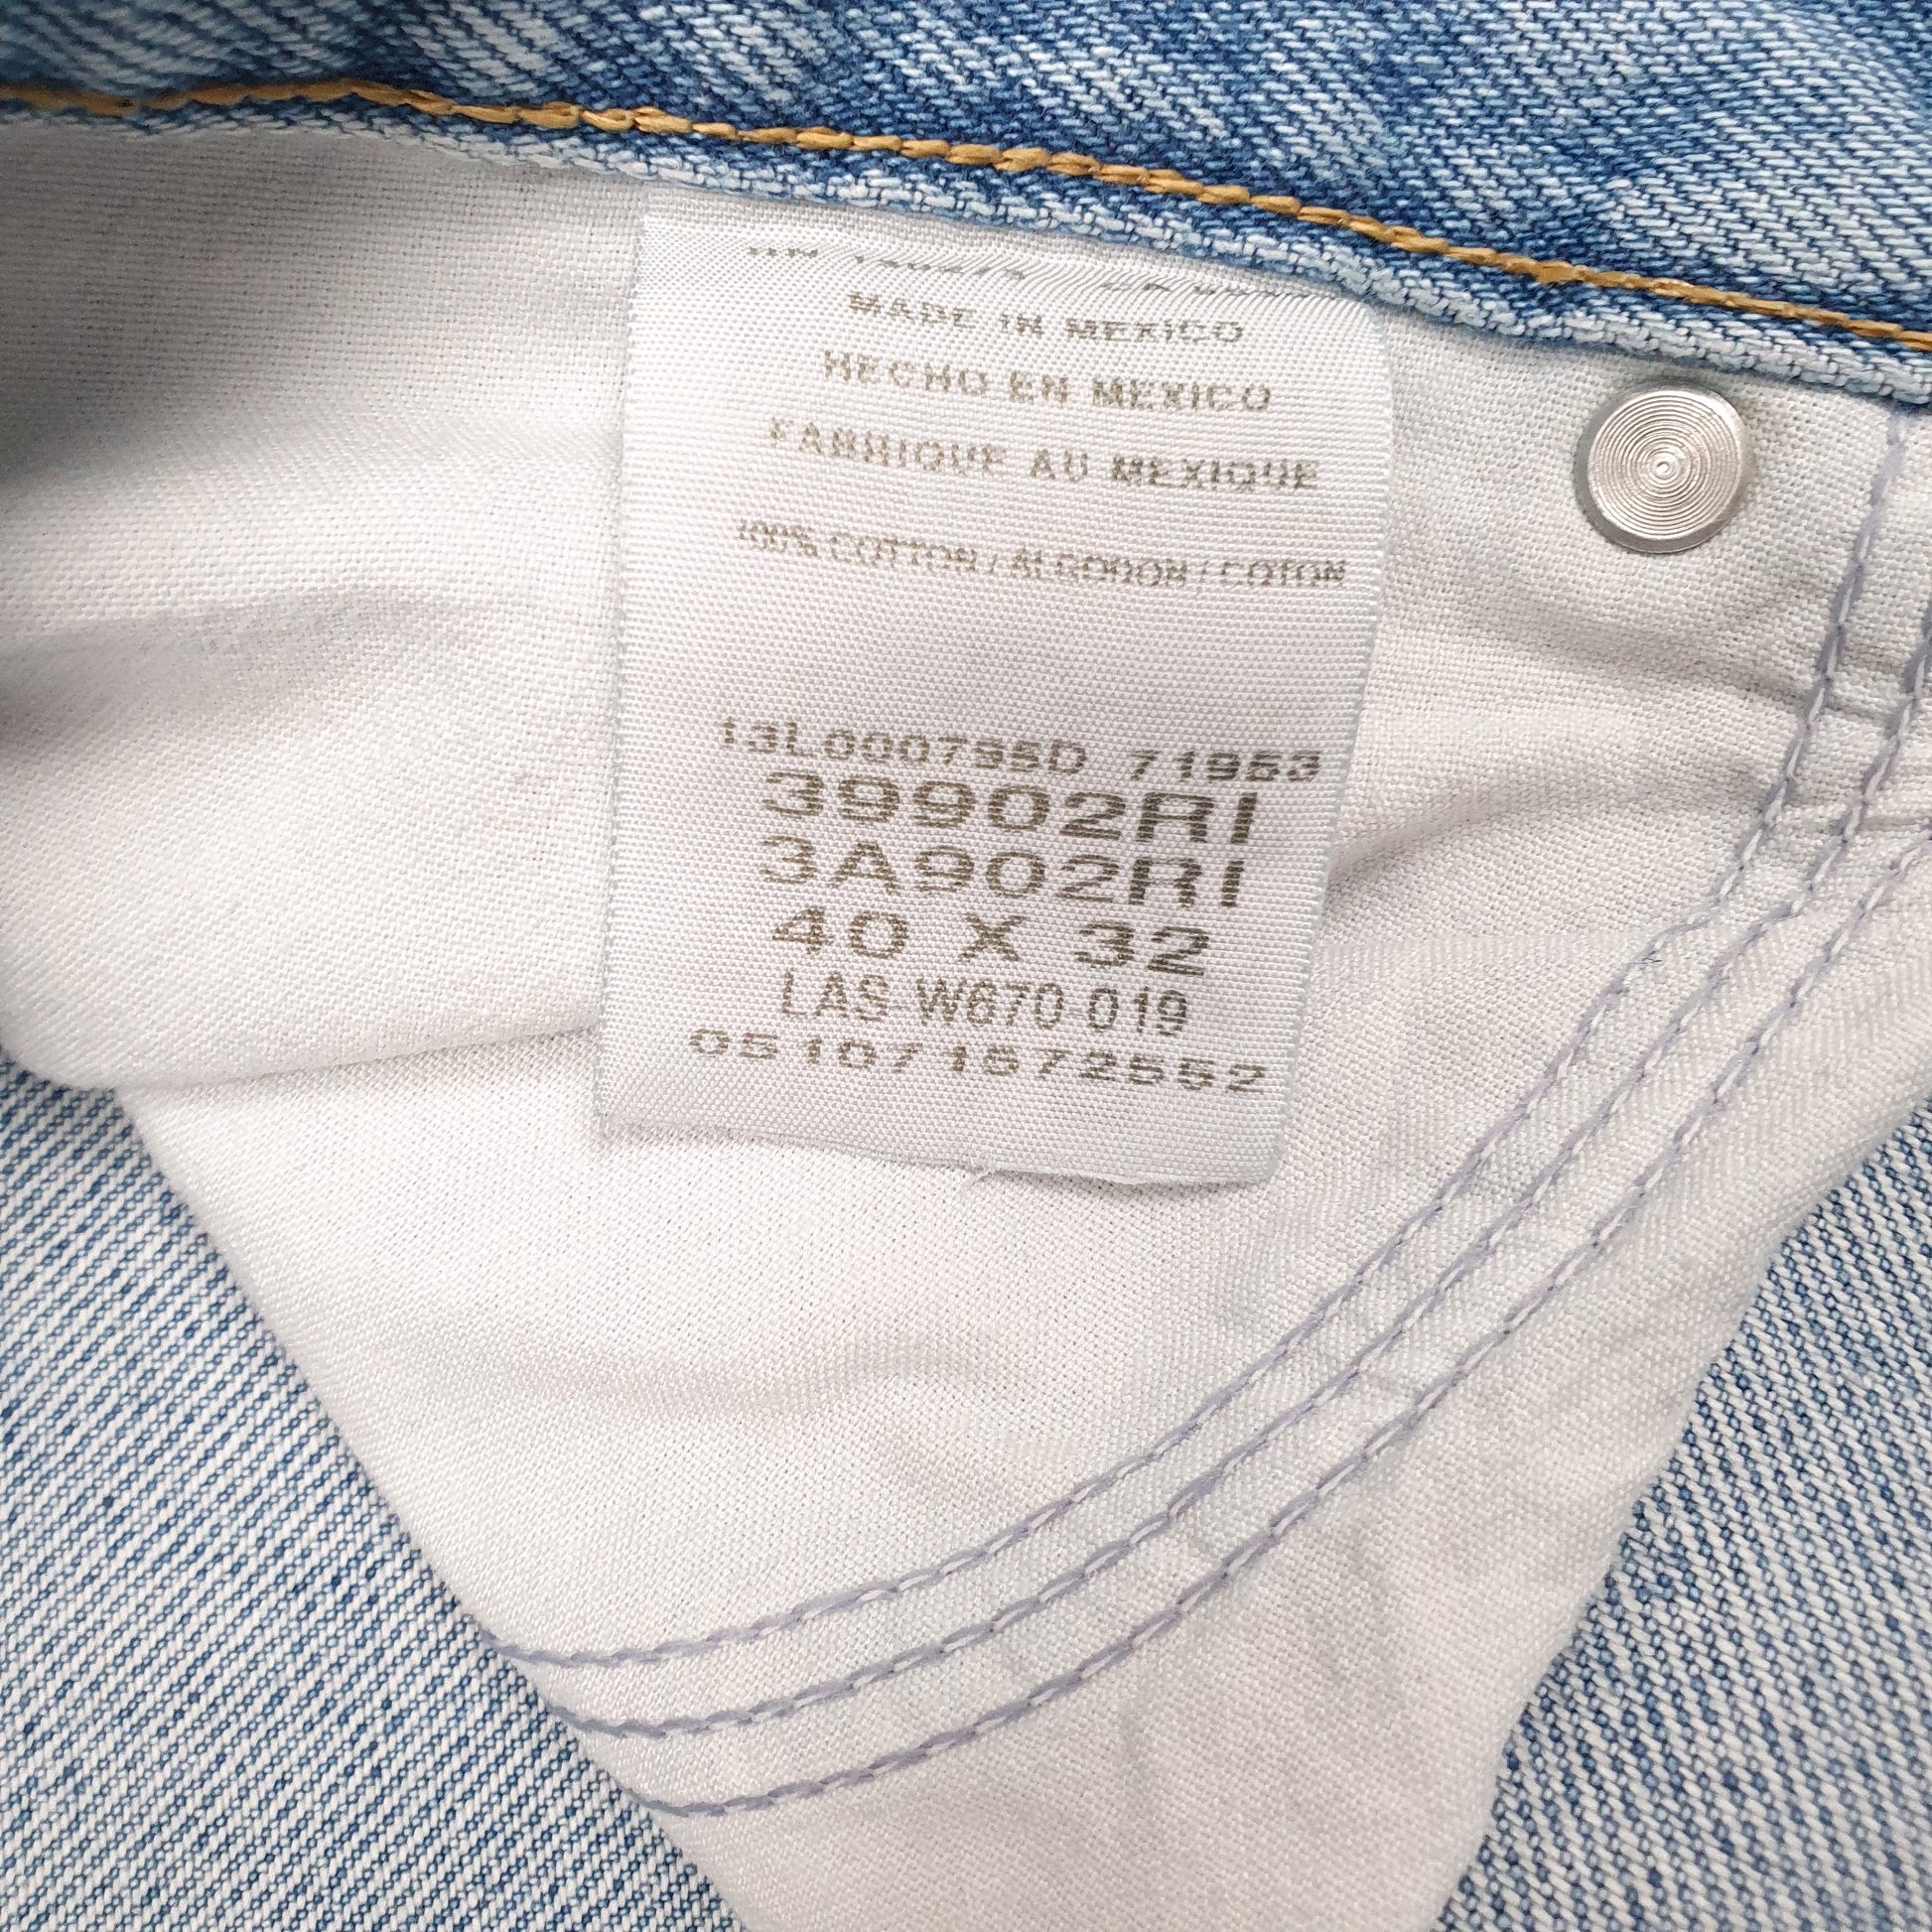 MADE IN MEXICO
HECHO EN MEXICO
FABRIQUE AU MEXIQUE
100% COTTON / ALGODON / COTON
13L000795D 71953
39902RI
3A902RI
40 X 32
LAS-W670 019
051071572552